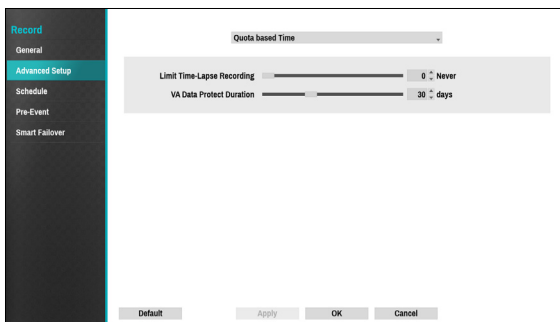 Record
General
Advanced Setup
Schedule
Pre-Event
Smart Failover
Quota based Time
Limit Time-Lapse Recording 0 Never
VA Data Protect Duration 30 days
Default Apply OK Cancel